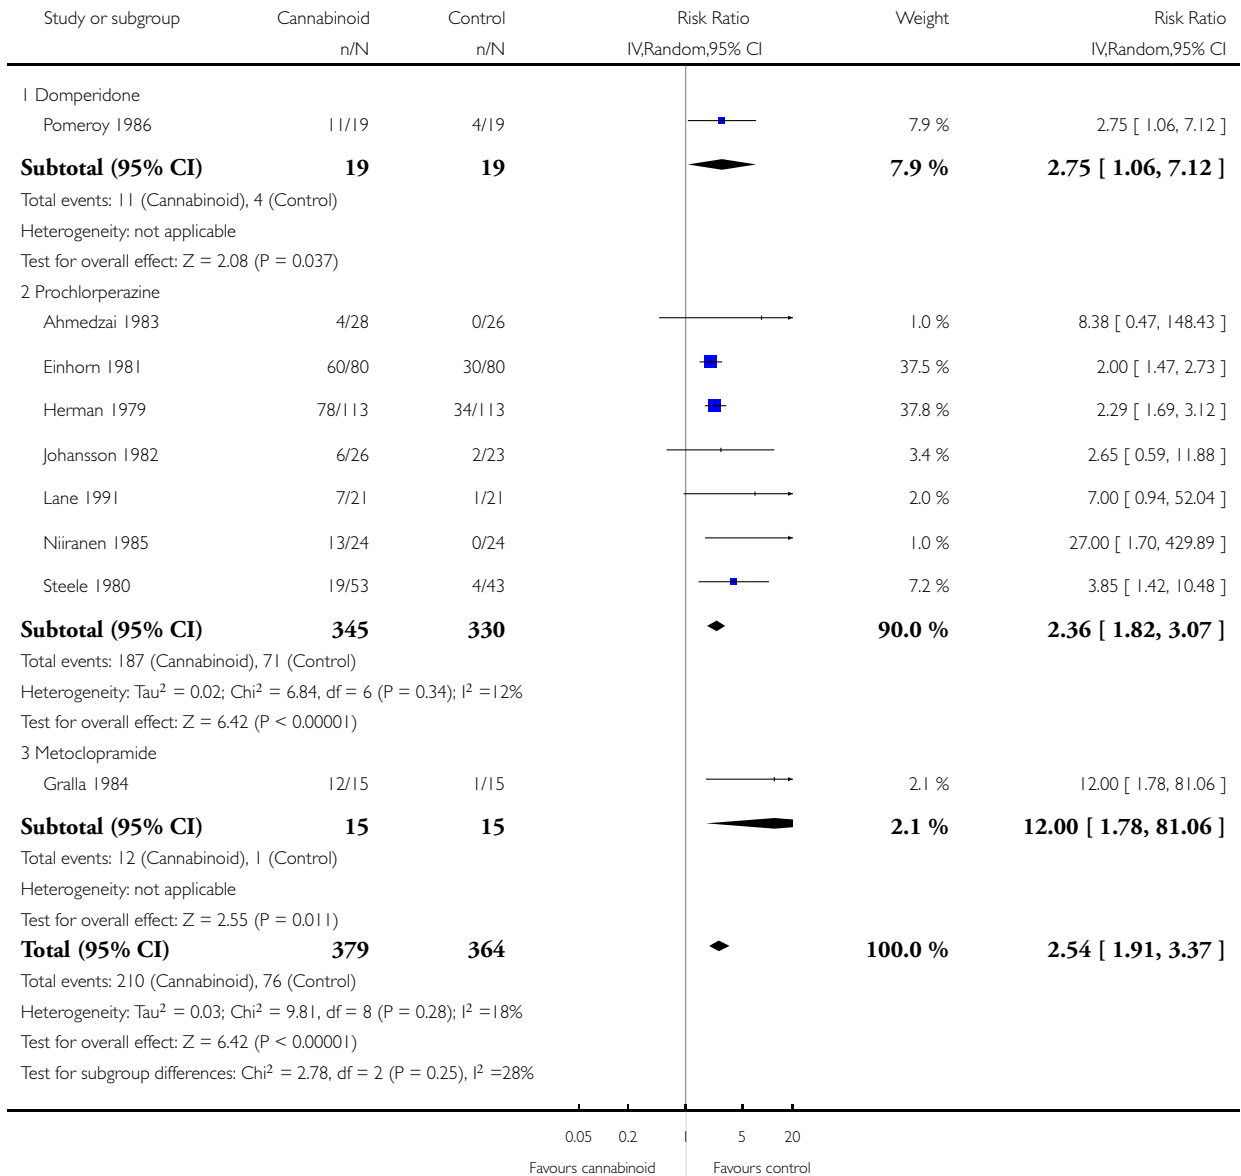 Study or subgroup Cannabinoid Control Risk Ratio Weight Risk Ratio
n/N n/N IV,Random,95% CI IV,Random,95% CI
1 Domperidone
Pomeroy 1986 11/19 4/19 7.9 % 2.75 [ 1.06, 7.12 ]
Subtotal (95% CI) 19 19 7.9 % 2.75 [ 1.06, 7.12 ]
Total events: 11 (Cannabinoid), 4 (Control)
Heterogeneity: not applicable
Test for overall effect: Z = 2.08 (P = 0.037)
2 Prochlorperazine
Ahmedzai 1983 4/28 0/26 1.0 % 8.38 [ 0.47, 148.43 ]
Einhorn 1981 60/80 30/80 37.5 % 2.00 [ 1.47, 2.73 ]
Herman 1979 78/113 34/113 37.8 % 2.29 [ 1.69, 3.12 ]
Johansson 1982 6/26 2/23 3.4 % 2.65 [ 0.59, 11.88 ]
Lane 1991 7/21 1/21 2.0 % 7.00 [ 0.94, 52.04 ]
Niiranen 1985 13/24 0/24 1.0 % 27.00 [ 1.70, 429.89 ]
Steele 1980 19/53 4/43 7.2 % 3.85 [ 1.42, 10.48 ]
Subtotal (95% CI) 345 330 90.0 % 2.36 [ 1.82, 3.07 ]
Total events: 187 (Cannabinoid), 71 (Control)
Heterogeneity: Tau² = 0.02; Chi² = 6.84, df = 6 (P = 0.34); I² =12%
Test for overall effect: Z = 6.42 (P < 0.00001)
3 Metoclopramide
Gralla 1984 12/15 1/15 2.1 % 12.00 [ 1.78, 81.06 ]
Subtotal (95% CI) 15 15 2.1 % 12.00 [ 1.78, 81.06 ]
Total events: 12 (Cannabinoid), 1 (Control)
Heterogeneity: not applicable
Test for overall effect: Z = 2.55 (P = 0.011)
Total (95% CI) 379 364 100.0 % 2.54 [ 1.91, 3.37 ]
Total events: 210 (Cannabinoid), 76 (Control)
Heterogeneity: Tau² = 0.03; Chi² = 9.81, df = 8 (P = 0.28); I² =18%
Test for overall effect: Z = 6.42 (P < 0.00001)
Test for subgroup differences: Chi² = 2.78, df = 2 (P = 0.25), I² =28%
0.05 0.2 1 5 20
Favours cannabinoid Favours control